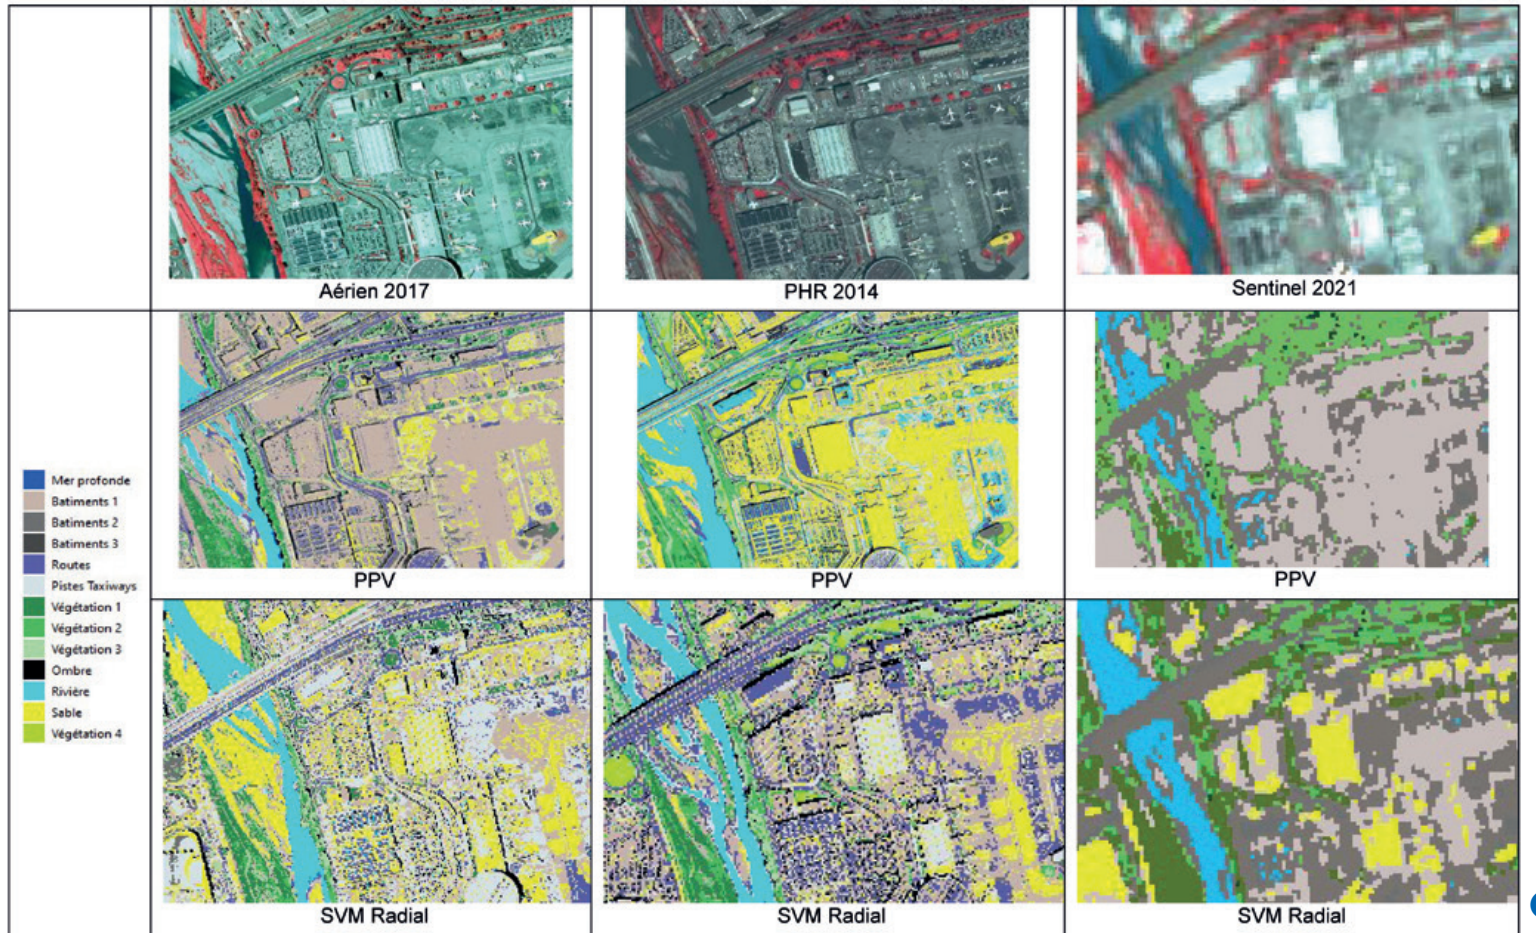 Aérien 2017
PHR 2014
Sentinel 2021
PPV
PPV
PPV
Mer profonde
Batiments 1
Batiments 2
Batiments 3
Routes
Pistes Taxiways
Végétation 1
Végétation 2
Végétation 3
Ombre
Rivière
Sable
Végétation 4
SVM Radial
SVM Radial
SVM Radial